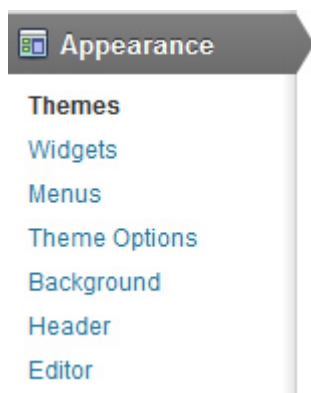 Appearance
Themes
Widgets
Menus
Theme Options
Background
Header
Editor